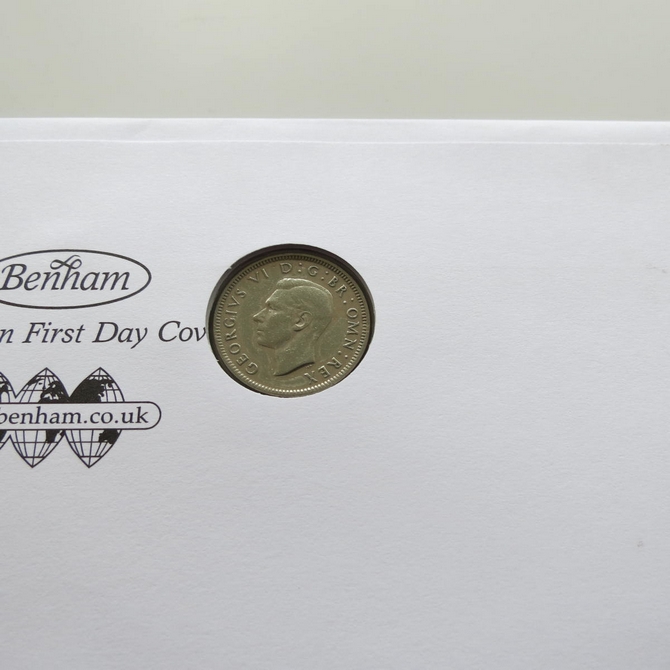 Benham
n First Day Cov
benham.co.uk
GEORGIVS VI D:G:BR.OMN:REX